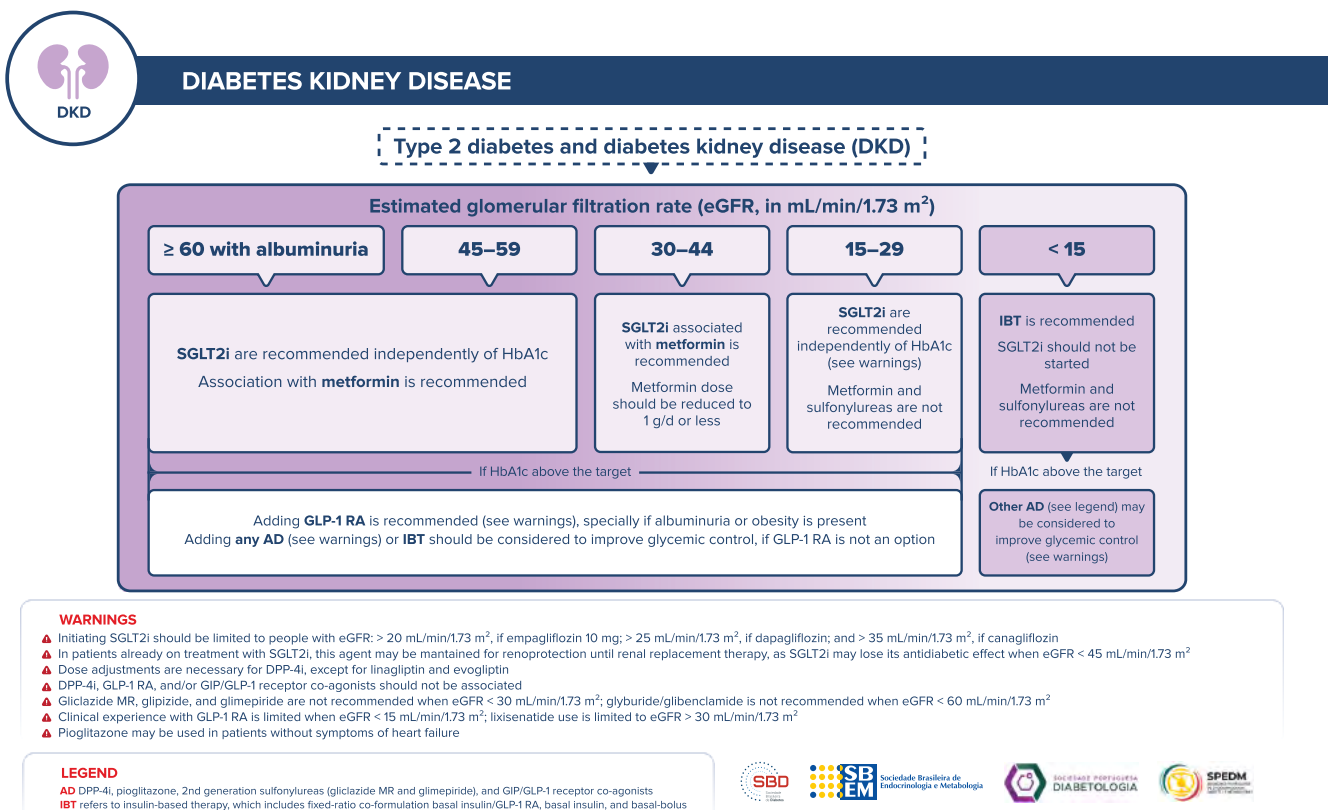 DKD
DIABETES KIDNEY DISEASE
Type 2 diabetes and diabetes kidney disease (DKD)
Estimated glomerular filtration rate (eGFR, in mL/min/1.73 m²)
≥ 60 with albuminuria
45–59
30–44
15–29
< 15
SGLT2i are recommended independently of HbA1c
Association with metformin is recommended
SGLT2i associated
with metformin is
recommended
Metformin dose
should be reduced to
1 g/d or less
SGLT2i are
recommended
independently of HbA1c
(see warnings)
Metformin and
sulfonylureas are not
recommended
IBT is recommended
SGLT2i should not be
started
Metformin and
sulfonylureas are not
recommended
If HbA1c above the target
If HbA1c above the target
Adding GLP-1 RA is recommended (see warnings), specially if albuminuria or obesity is present
Adding any AD (see warnings) or IBT should be considered to improve glycemic control, if GLP-1 RA is not an option
Other AD (see legend) may
be considered to
improve glycemic control
(see warnings)
WARNINGS
Initiating SGLT2i should be limited to people with eGFR: > 20 mL/min/1.73 m², if empagliflozin 10 mg; > 25 mL/min/1.73 m², if dapagliflozin; and > 35 mL/min/1.73 m², if canagliflozin
In patients already on treatment with SGLT2i, this agent may be mantained for renoprotection until renal replacement therapy, as SGLT2i may lose its antidiabetic effect when eGFR < 45 mL/min/1.73 m²
Dose adjustments are necessary for DPP-4i, except for linagliptin and evogliptin
DPP-4i, GLP-1 RA, and/or GIP/GLP-1 receptor co-agonists should not be associated
Gliclazide MR, glipizide, and glimepiride are not recommended when eGFR < 30 mL/min/1.73 m²; glyburide/glibenclamide is not recommended when eGFR < 60 mL/min/1.73 m²
Clinical experience with GLP-1 RA is limited when eGFR < 15 mL/min/1.73 m²; lixisenatide use is limited to eGFR > 30 mL/min/1.73 m²
Pioglitazone may be used in patients without symptoms of heart failure
LEGEND
AD DPP-4i, pioglitazone, 2nd generation sulfonylureas (gliclazide MR and glimepiride), and GIP/GLP-1 receptor co-agonists
IBT refers to insulin-based therapy, which includes fixed-ratio co-formulation basal insulin/GLP-1 RA, basal insulin, and basal-bolus
SBD
SB
EM
Sociedade Brasileira de
Endocrinologia e Metabologia
SOCIEDADE PORTUGUESA
DIABETOLOGIA
SPEDM